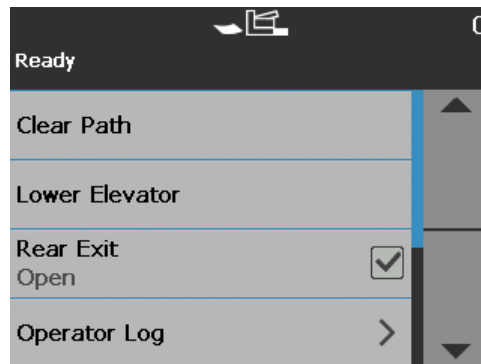 Ready
Clear Path
Lower Elevator
Rear Exit
Open
Operator Log